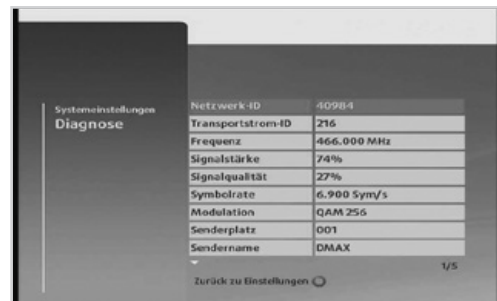 Systemeinstellungen
Diagnose
Netzwerk-ID 40984
Transportstrom-ID 216
Frequenz 466.000 MHz
Signalstärke 74%
Signalqualität 27%
Symbolrate 6.900 Sym/s
Modulation QAM 256
Senderplatz 001
Sendername DMAX
1/5
Zurück zu Einstellungen